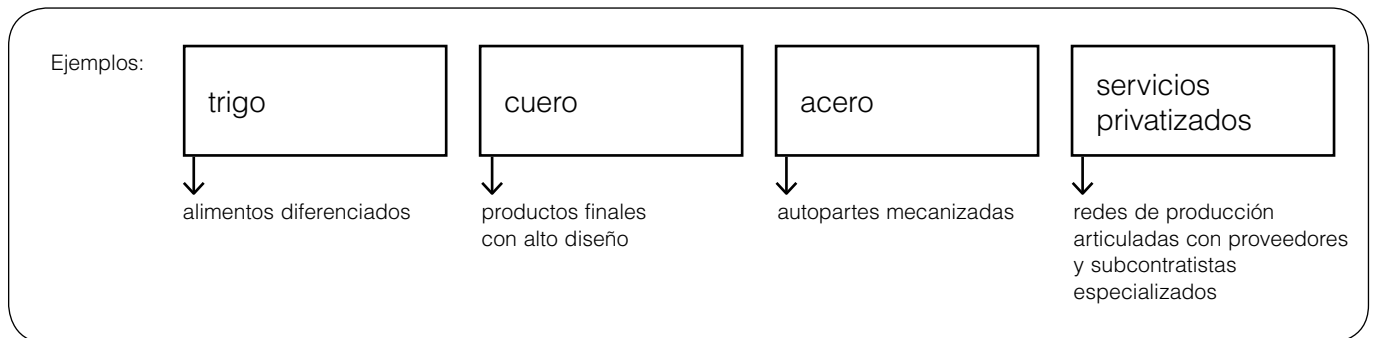 Ejemplos:
trigo
cuero
acero
servicios
privatizados
alimentos diferenciados
productos finales
con alto diseño
autopartes mecanizadas
redes de producción
articuladas con proveedores
y subcontratistas
especializados